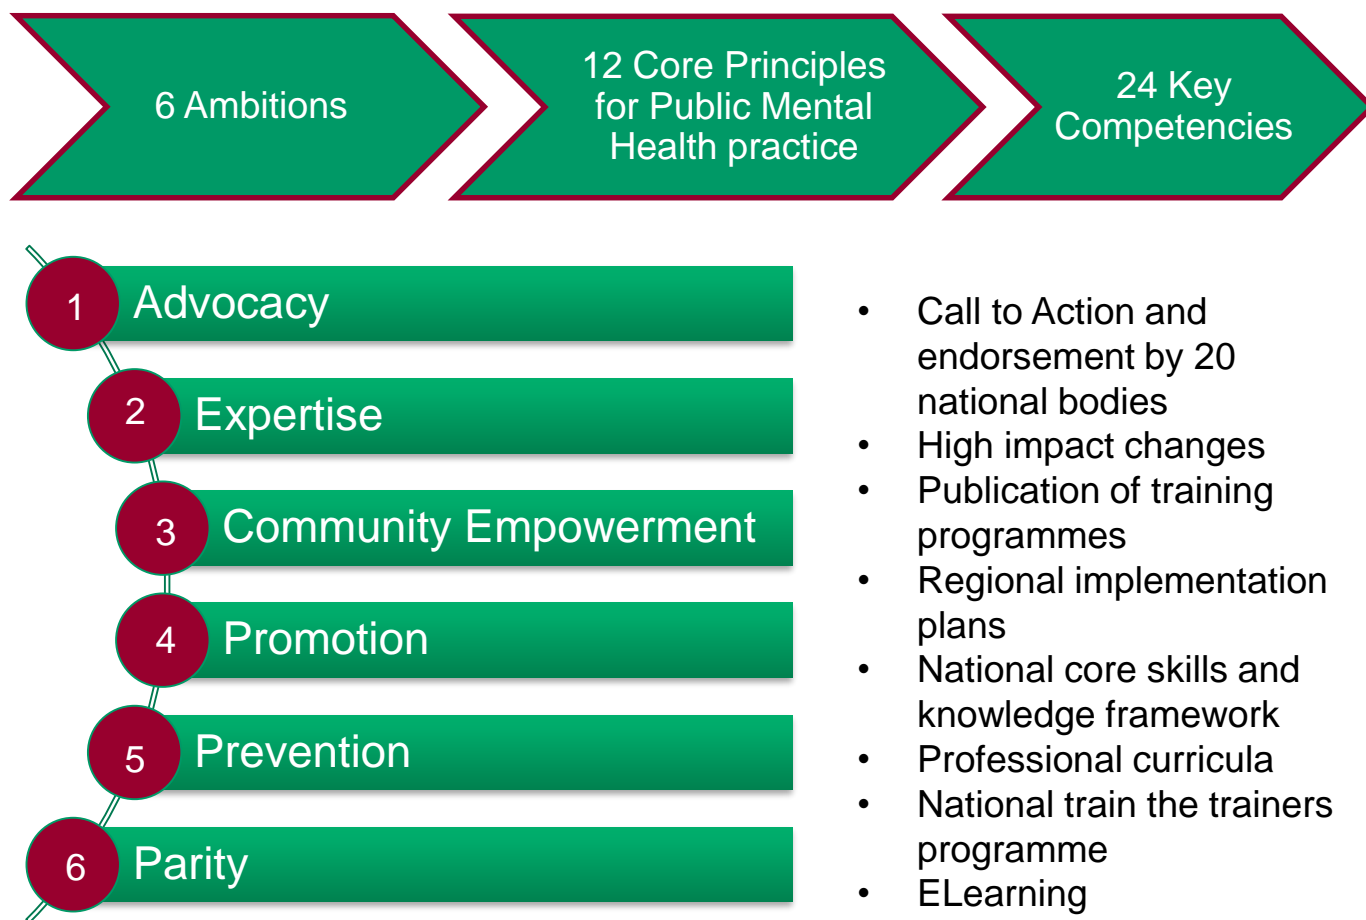 6 Ambitions
12 Core Principles
for Public Mental
Health practice
24 Key
Competencies
1
Advocacy
2
Expertise
3
Community Empowerment
4
Promotion
5
Prevention
6
Parity
• Call to Action and
endorsement by 20
national bodies
• High impact changes
• Publication of training
programmes
• Regional implementation
plans
• National core skills and
knowledge framework
• Professional curricula
• National train the trainers
programme
• ELearning